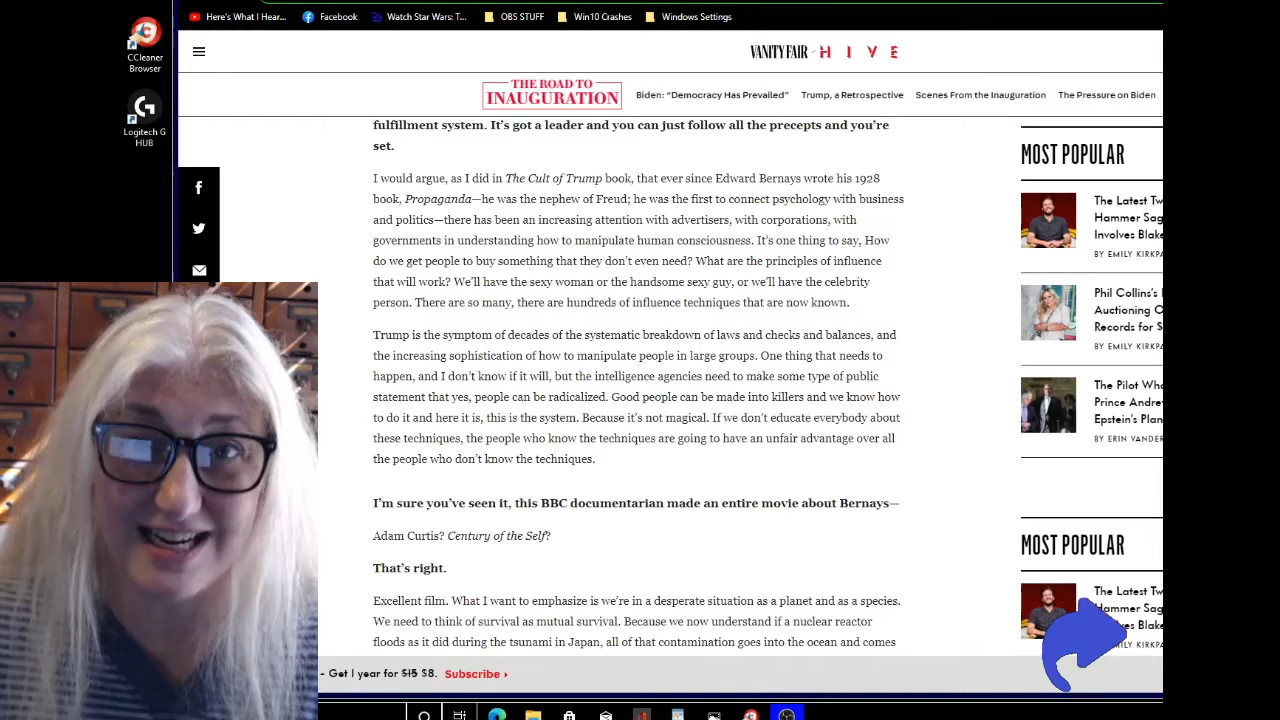 Here's What I Hear...
Facebook
Watch Star Wars: T...
OBS STUFF
Win10 Crashes
Windows Settings
CCleaner
Browser
Logitech G
HUB
VANITY FAIR
HIVE
THE ROAD TO
INAUGURATION
Biden: “Democracy Has Prevailed”
Trump, a Retrospective
Scenes From the Inauguration
The Pressure on Biden
fulfillment system. It’s got a leader and you can just follow all the precepts and you’re
set.
I would argue, as I did in The Cult of Trump book, that ever since Edward Bernays wrote his 1928
book, Propaganda—he was the nephew of Freud; he was the first to connect psychology with business
and politics—there has been an increasing attention with advertisers, with corporations, with
governments in understanding how to manipulate human consciousness. It’s one thing to say, How
do we get people to buy something that they don’t even need? What are the principles of influence
that will work? We’ll have the sexy woman or the handsome sexy guy, or we’ll have the celebrity
person. There are so many, there are hundreds of influence techniques that are now known.
Trump is the symptom of decades of the systematic breakdown of laws and checks and balances, and
the increasing sophistication of how to manipulate people in large groups. One thing that needs to
happen, and I don’t know if it will, but the intelligence agencies need to make some type of public
statement that yes, people can be radicalized. Good people can be made into killers and we know how
to do it and here it is, this is the system. Because it’s not magical. If we don’t educate everybody about
these techniques, the people who know the techniques are going to have an unfair advantage over all
the people who don’t know the techniques.
I’m sure you’ve seen it, this BBC documentarian made an entire movie about Bernays—
Adam Curtis? Century of the Self?
That’s right.
Excellent film. What I want to emphasize is we’re in a desperate situation as a planet and as a species.
We need to think of survival as mutual survival. Because we now understand if a nuclear reactor
floods as it did during the tsunami in Japan, all of that contamination goes into the ocean and comes
- Get 1 year for $15 $8. Subscribe
MOST POPULAR
The Latest Tw
Hammer Sag
Involves Blake
BY EMILY KIRKPA
Phil Collins’s
Auctioning O
Records for $
BY EMILY KIRKPA
The Pilot Who
Prince Andre
Epstein’s Plan
BY ERIN VANDER
MOST POPULAR
The Latest Tw
Hammer Sag
Blake
KIRKPA